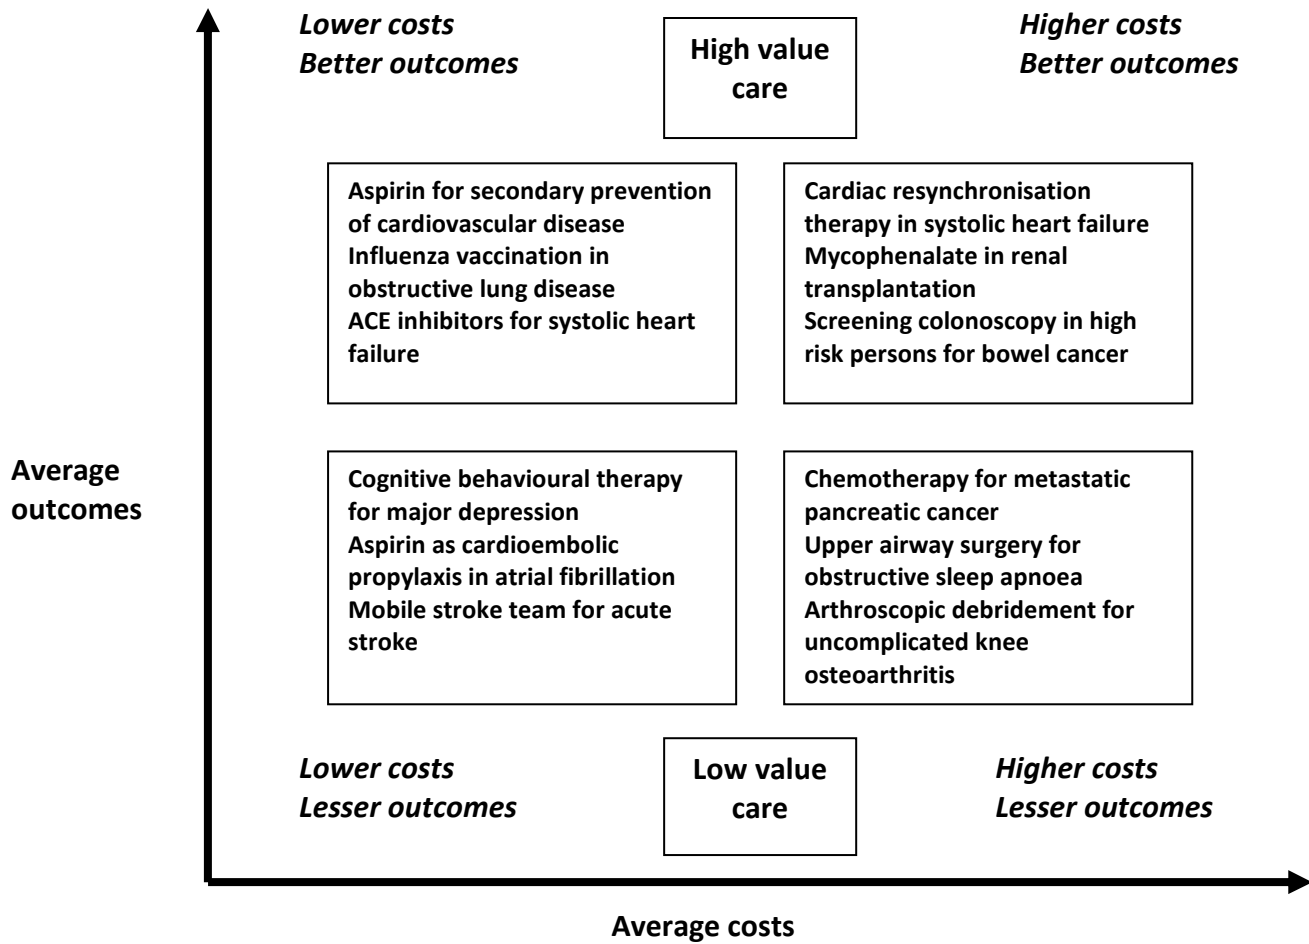 Lower costs
Better outcomes
High value
care
Higher costs
Better outcomes
Aspirin for secondary prevention
of cardiovascular disease
Influenza vaccination in
obstructive lung disease
ACE inhibitors for systolic heart
failure
Cardiac resynchronisation
therapy in systolic heart failure
Mycophenalate in renal
transplantation
Screening colonoscopy in high
risk persons for bowel cancer
Average
outcomes
Cognitive behavioural therapy
for major depression
Aspirin as cardioembolic
propylaxis in atrial fibrillation
Mobile stroke team for acute
stroke
Chemotherapy for metastatic
pancreatic cancer
Upper airway surgery for
obstructive sleep apnoea
Arthroscopic debridement for
uncomplicated knee
osteoarthritis
Lower costs
Lesser outcomes
Low value
care
Higher costs
Lesser outcomes
Average costs